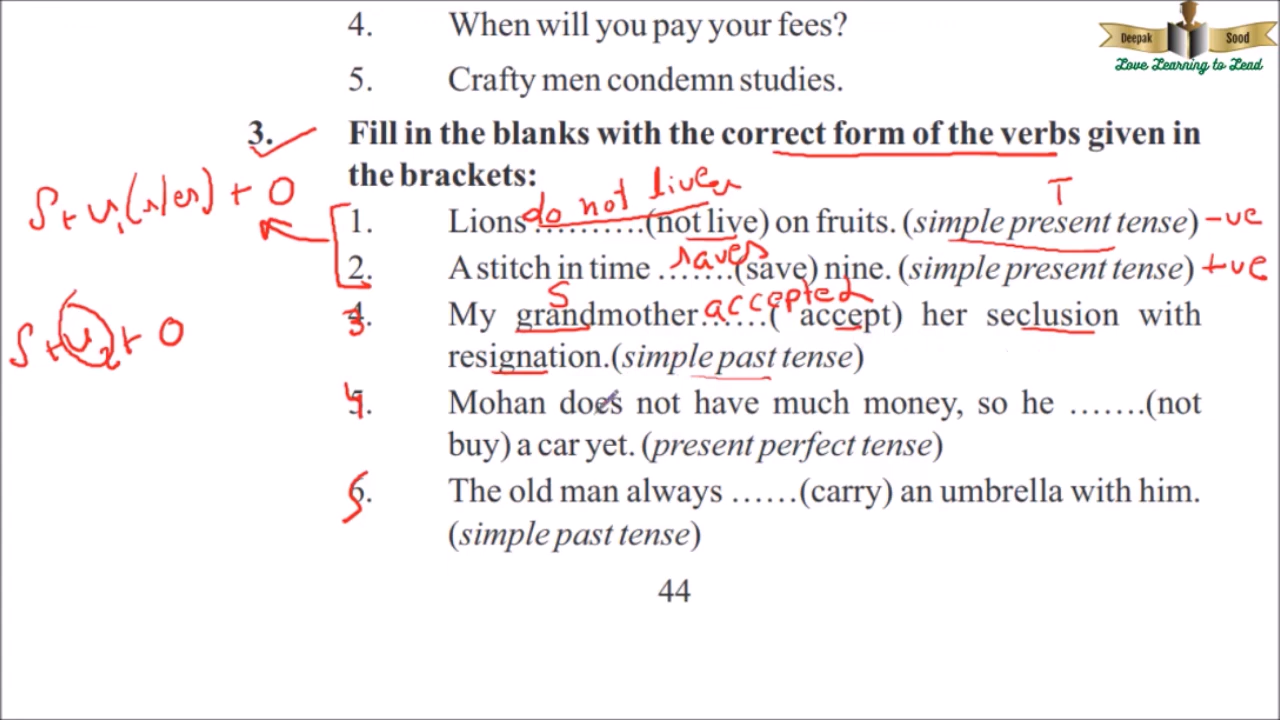 4. When will you pay your fees?
Deepak Sood
Love Learning to Lead
5. Crafty men condemn studies.
3. Fill in the blanks with the correct form of the verbs given in
the brackets:
S+V1(s/es)+O
do not live
T
1. Lions ..........(not live) on fruits. (simple present tense) -ve
saves
2. A stitch in time .......(save) nine. (simple present tense) +ve
S accepted
3 4. My grandmother......( accept) her seclusion with
S+V2+O
resignation.(simple past tense)
4 5. Mohan does not have much money, so he .......(not
buy) a car yet. (present perfect tense)
5 6. The old man always ......(carry) an umbrella with him.
(simple past tense)
44